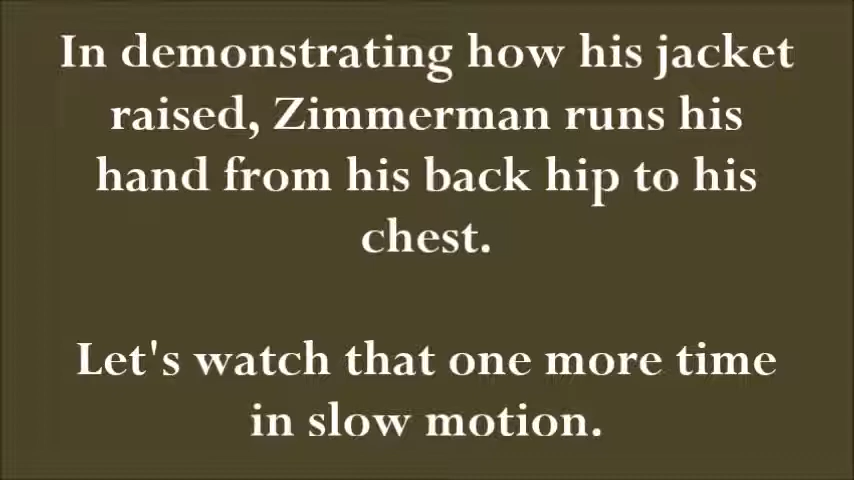 In demonstrating how his jacket
raised, Zimmerman runs his
hand from his back hip to his
chest.
Let's watch that one more time
in slow motion.